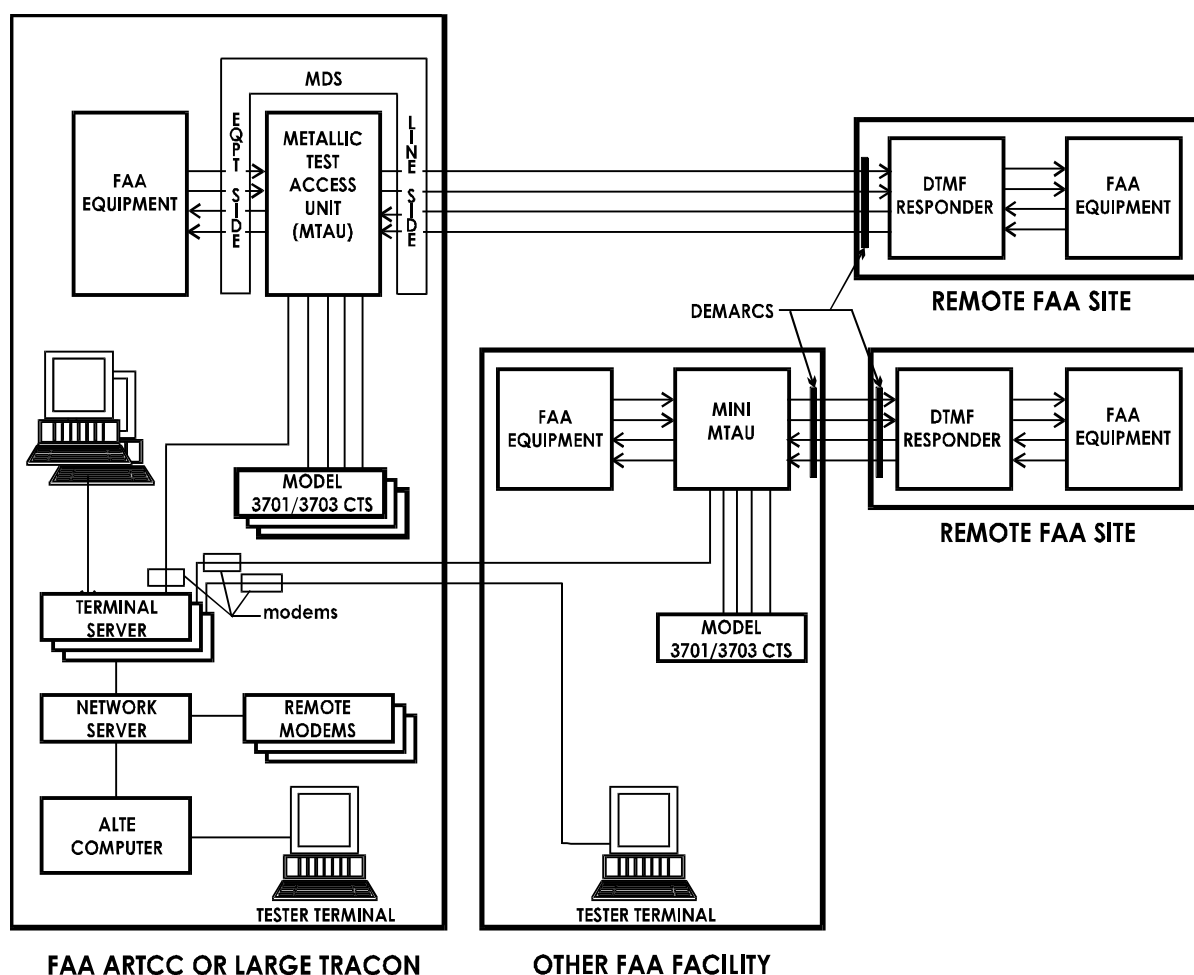 MDS
EQPT SIDE
LINE SIDE
FAA
EQUIPMENT
METALLIC
TEST
ACCESS
UNIT
(MTAU)
DTMF
RESPONDER
FAA
EQUIPMENT
REMOTE FAA SITE
DEMARCS
FAA
EQUIPMENT
MINI
MTAU
DTMF
RESPONDER
FAA
EQUIPMENT
REMOTE FAA SITE
MODEL
3701/3703 CTS
modems
TERMINAL
SERVER
MODEL
3701/3703 CTS
NETWORK
SERVER
REMOTE
MODEMS
ALTE
COMPUTER
TESTER TERMINAL
TESTER TERMINAL
FAA ARTCC OR LARGE TRACON
OTHER FAA FACILITY